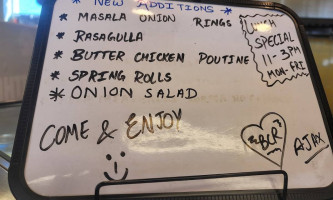 * NEW ADDITIONS *
* MASALA ONION RINGS
* RASAGULLA
* BUTTER CHICKEN POUTINE
* SPRING ROLLS
* ONION SALAD
COME & ENJOY
LUNCH
SPECIAL
11-3PM
MON-FRI
BCR
AJAX